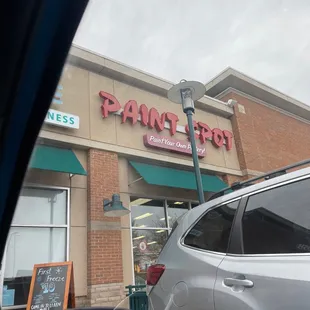 PAINT SPOT
Paint Your Own Pottery!
NESS
First
Freeze